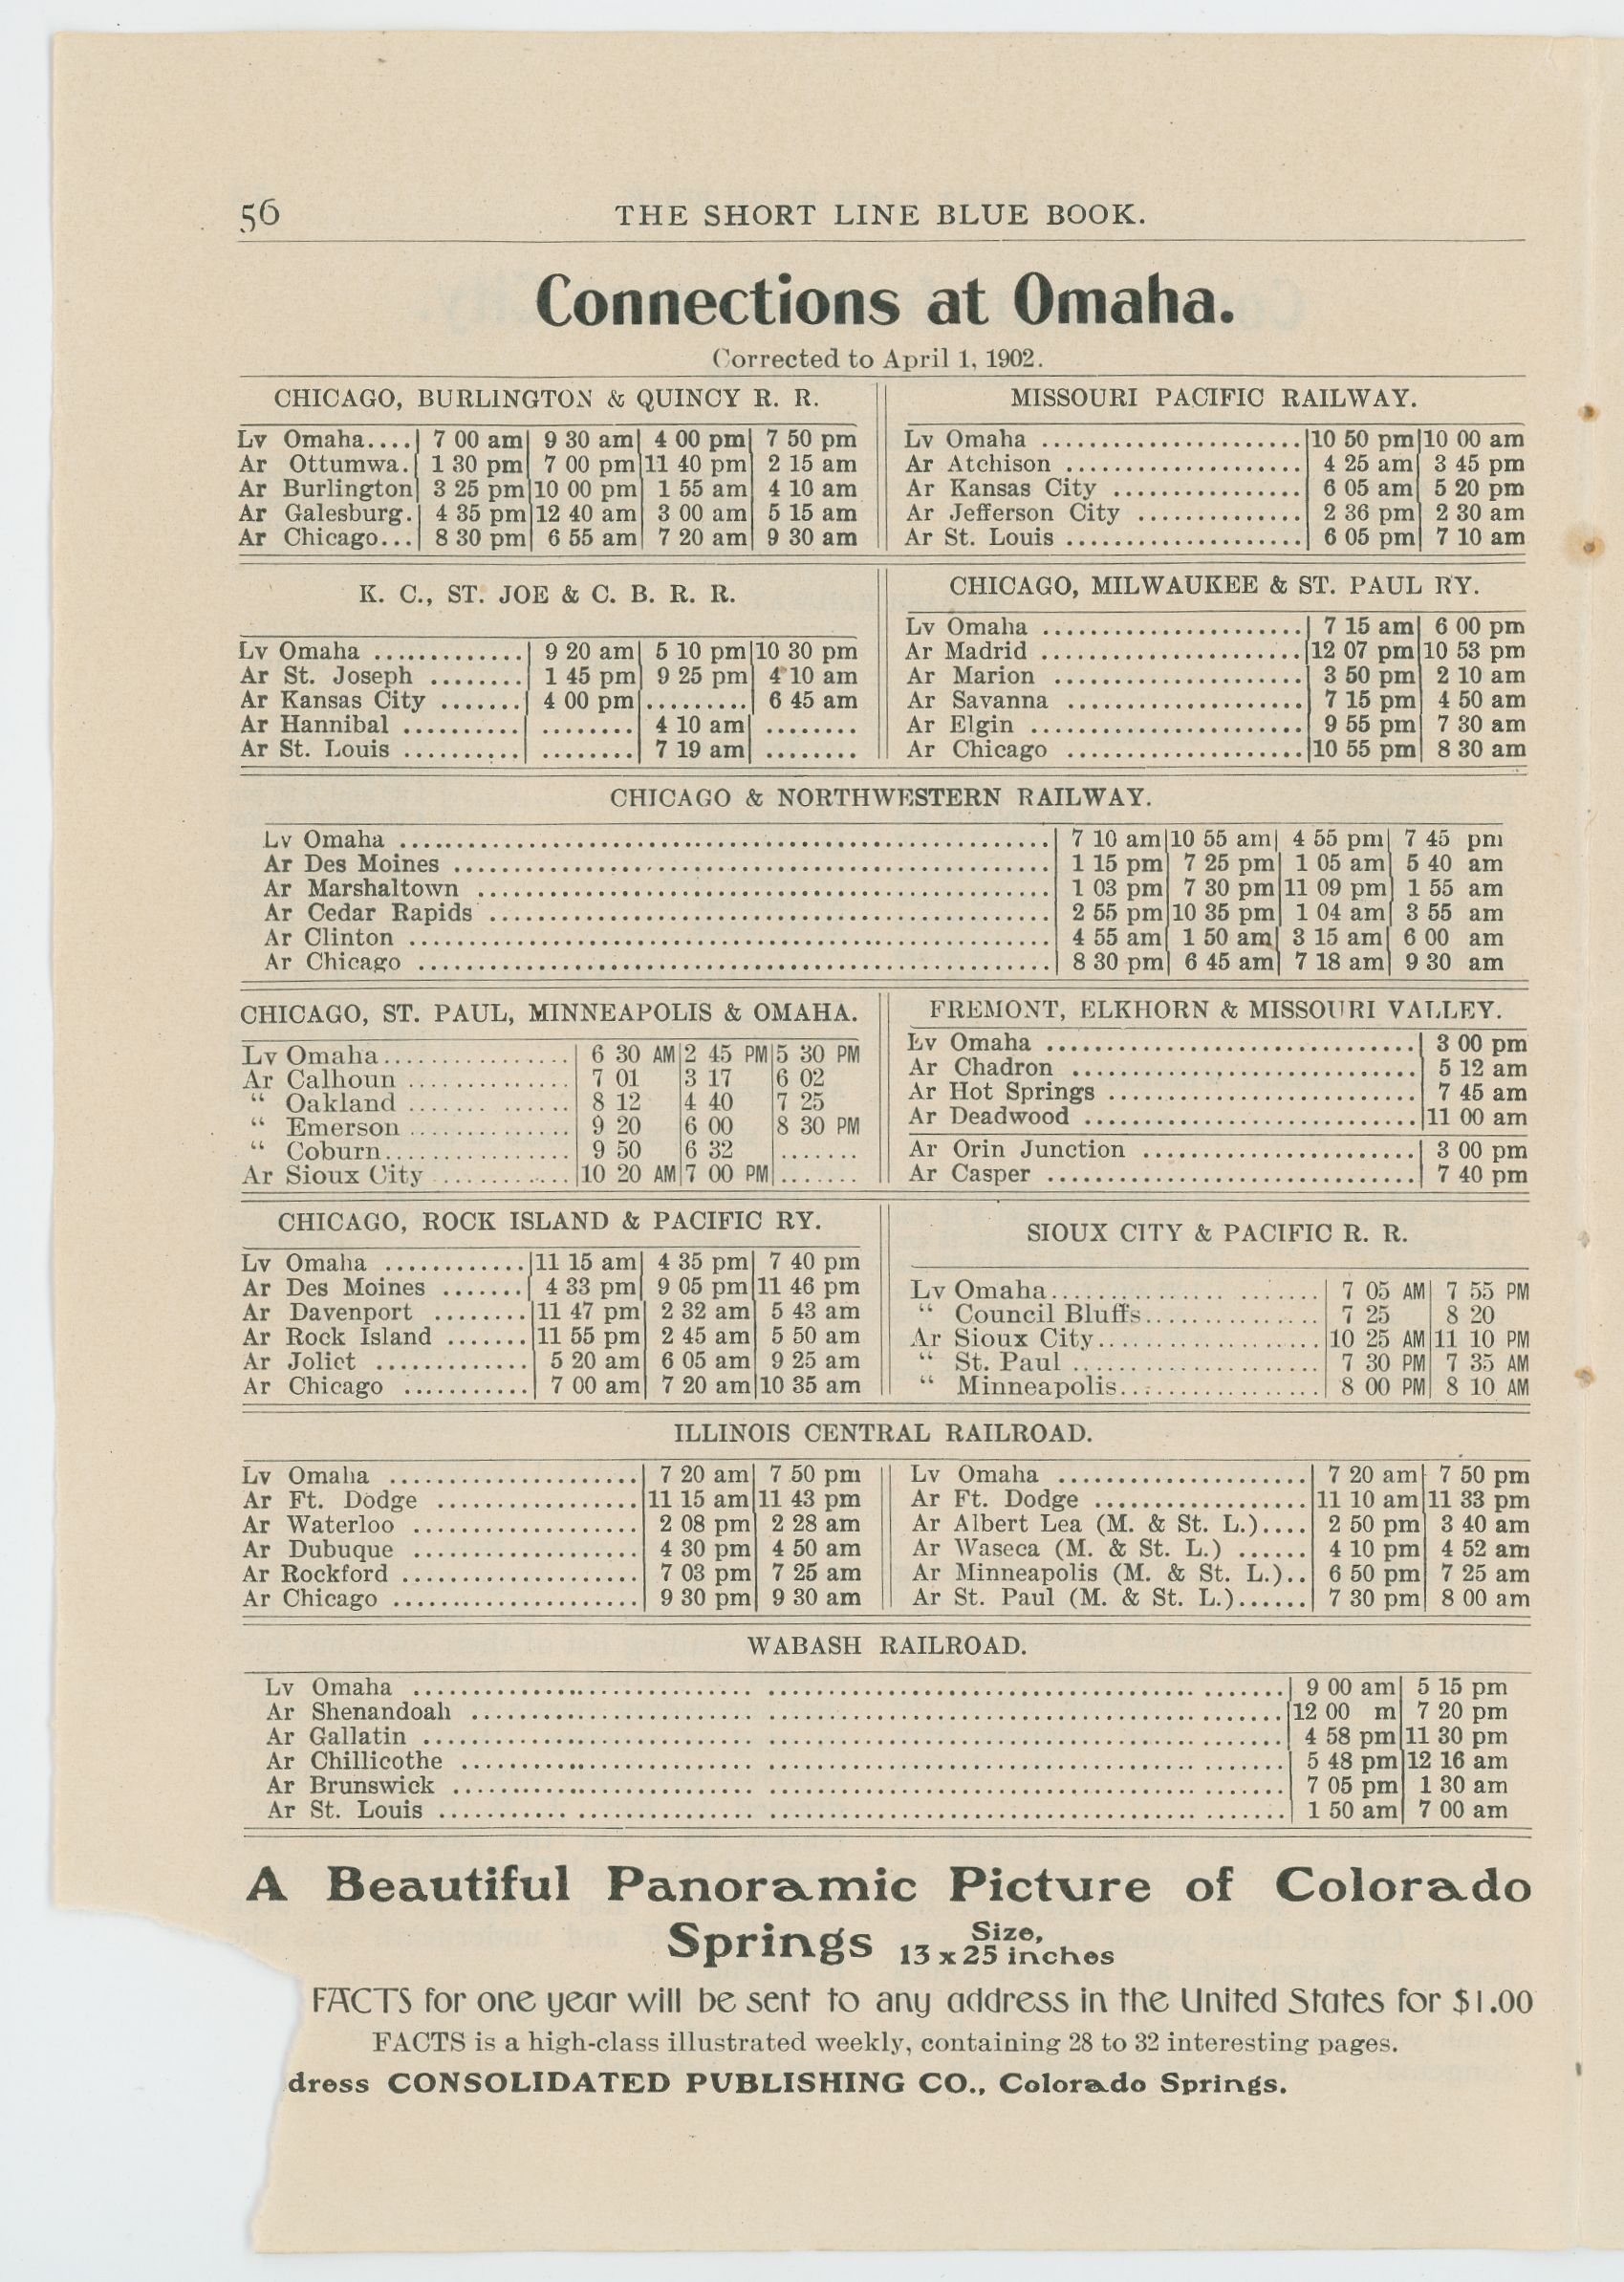 56 THE SHORT LINE BLUE BOOK.
Connections at Omaha.
Corrected to April 1, 1902.
CHICAGO, BURLINGTON & QUINCY R. R.
Lv Omaha.... 7 00 am 9 30 am 4 00 pm 7 50 pm
Ar Ottumwa. 1 30 pm 7 00 pm 11 40 pm 2 15 am
Ar Burlington 3 25 pm 10 00 pm 1 55 am 4 10 am
Ar Galesburg. 4 35 pm 12 40 am 3 00 am 5 15 am
Ar Chicago... 8 30 pm 6 55 am 7 20 am 9 30 am
MISSOURI PACIFIC RAILWAY.
Lv Omaha ........................ 10 50 pm 10 00 am
Ar Atchison ...................... 4 25 am 3 45 pm
Ar Kansas City ................. 6 05 am 5 20 pm
Ar Jefferson City ............... 2 36 pm 2 30 am
Ar St. Louis ...................... 6 05 pm 7 10 am
K. C., ST. JOE & C. B. R. R.
Lv Omaha ............. 9 20 am 5 10 pm 10 30 pm
Ar St. Joseph ........ 1 45 pm 9 25 pm 4 10 am
Ar Kansas City ....... 4 00 pm ......... 6 45 am
Ar Hannibal .......... ........ 4 10 am ........
Ar St. Louis .......... ........ 7 19 am ........
CHICAGO, MILWAUKEE & ST. PAUL RY.
Lv Omaha ........................ 7 15 am 6 00 pm
Ar Madrid ........................ 12 07 pm 10 53 pm
Ar Marion ....................... 3 50 pm 2 10 am
Ar Savanna ...................... 7 15 pm 4 50 am
Ar Elgin ......................... 9 55 pm 7 30 am
Ar Chicago ...................... 10 55 pm 8 30 am
CHICAGO & NORTHWESTERN RAILWAY.
Lv Omaha ........................................ 7 10 am 10 55 am 4 55 pm 7 45 pm
Ar Des Moines ........................................ 1 15 pm 7 25 pm 1 05 am 5 40 am
Ar Marshaltown ........................................ 1 03 pm 7 30 pm 11 09 pm 1 55 am
Ar Cedar Rapids ........................................ 2 55 pm 10 35 pm 1 04 am 3 55 am
Ar Clinton ........................................ 4 55 am 1 50 am 3 15 am 6 00 am
Ar Chicago ........................................ 8 30 pm 6 45 am 7 18 am 9 30 am
CHICAGO, ST. PAUL, MINNEAPOLIS & OMAHA.
Lv Omaha................. 6 30 AM 2 45 PM 5 30 PM
Ar Calhoun ............... 7 01 3 17 6 02
“ Oakland ............... 8 12 4 40 7 25
“ Emerson ............... 9 20 6 00 8 30 PM
“ Coburn................. 9 50 6 32 .......
Ar Sioux City ............ 10 20 AM 7 00 PM .......
FREMONT, ELKHORN & MISSOURI VALLEY.
Lv Omaha .................................. 3 00 pm
Ar Chadron ................................ 5 12 am
Ar Hot Springs ............................ 7 45 am
Ar Deadwood .............................. 11 00 am
Ar Orin Junction ......................... 3 00 pm
Ar Casper .................................. 7 40 pm
CHICAGO, ROCK ISLAND & PACIFIC RY.
Lv Omaha ............ 11 15 am 4 35 pm 7 40 pm
Ar Des Moines ....... 4 33 pm 9 05 pm 11 46 pm
Ar Davenport ........ 11 47 pm 2 32 am 5 43 am
Ar Rock Island ....... 11 55 pm 2 45 am 5 50 am
Ar Joliet ............. 5 20 am 6 05 am 9 25 am
Ar Chicago ........... 7 00 am 7 20 am 10 35 am
SIOUX CITY & PACIFIC R. R.
Lv Omaha......................... 7 05 AM 7 55 PM
“ Council Bluffs................ 7 25 8 20
Ar Sioux City.................... 10 25 AM 11 10 PM
“ St. Paul ....................... 7 30 PM 7 35 AM
“ Minneapolis................... 8 00 PM 8 10 AM
ILLINOIS CENTRAL RAILROAD.
Lv Omaha ....................... 7 20 am 7 50 pm
Ar Ft. Dodge .................. 11 15 am 11 43 pm
Ar Waterloo .................... 2 08 pm 2 28 am
Ar Dubuque .................... 4 30 pm 4 50 am
Ar Rockford ..................... 7 03 pm 7 25 am
Ar Chicago ...................... 9 30 pm 9 30 am
Lv Omaha ....................... 7 20 am 7 50 pm
Ar Ft. Dodge ................... 11 10 am 11 33 pm
Ar Albert Lea (M. & St. L.).... 2 50 pm 3 40 am
Ar Waseca (M. & St. L.) ...... 4 10 pm 4 52 am
Ar Minneapolis (M. & St. L.).. 6 50 pm 7 25 am
Ar St. Paul (M. & St. L.)...... 7 30 pm 8 00 am
WABASH RAILROAD.
Lv Omaha ........................................ 9 00 am 5 15 pm
Ar Shenandoah ........................................ 12 00 m 7 20 pm
Ar Gallatin ........................................ 4 58 pm 11 30 pm
Ar Chillicothe ........................................ 5 48 pm 12 16 am
Ar Brunswick ........................................ 7 05 pm 1 30 am
Ar St. Louis ........................................ 1 50 am 7 00 am
A Beautiful Panoramic Picture of Colorado
Springs Size, 13 x 25 inches
FACTS for one year will be sent to any address in the United States for $1.00
FACTS is a high-class illustrated weekly, containing 28 to 32 interesting pages.
dress CONSOLIDATED PUBLISHING CO., Colorado Springs.